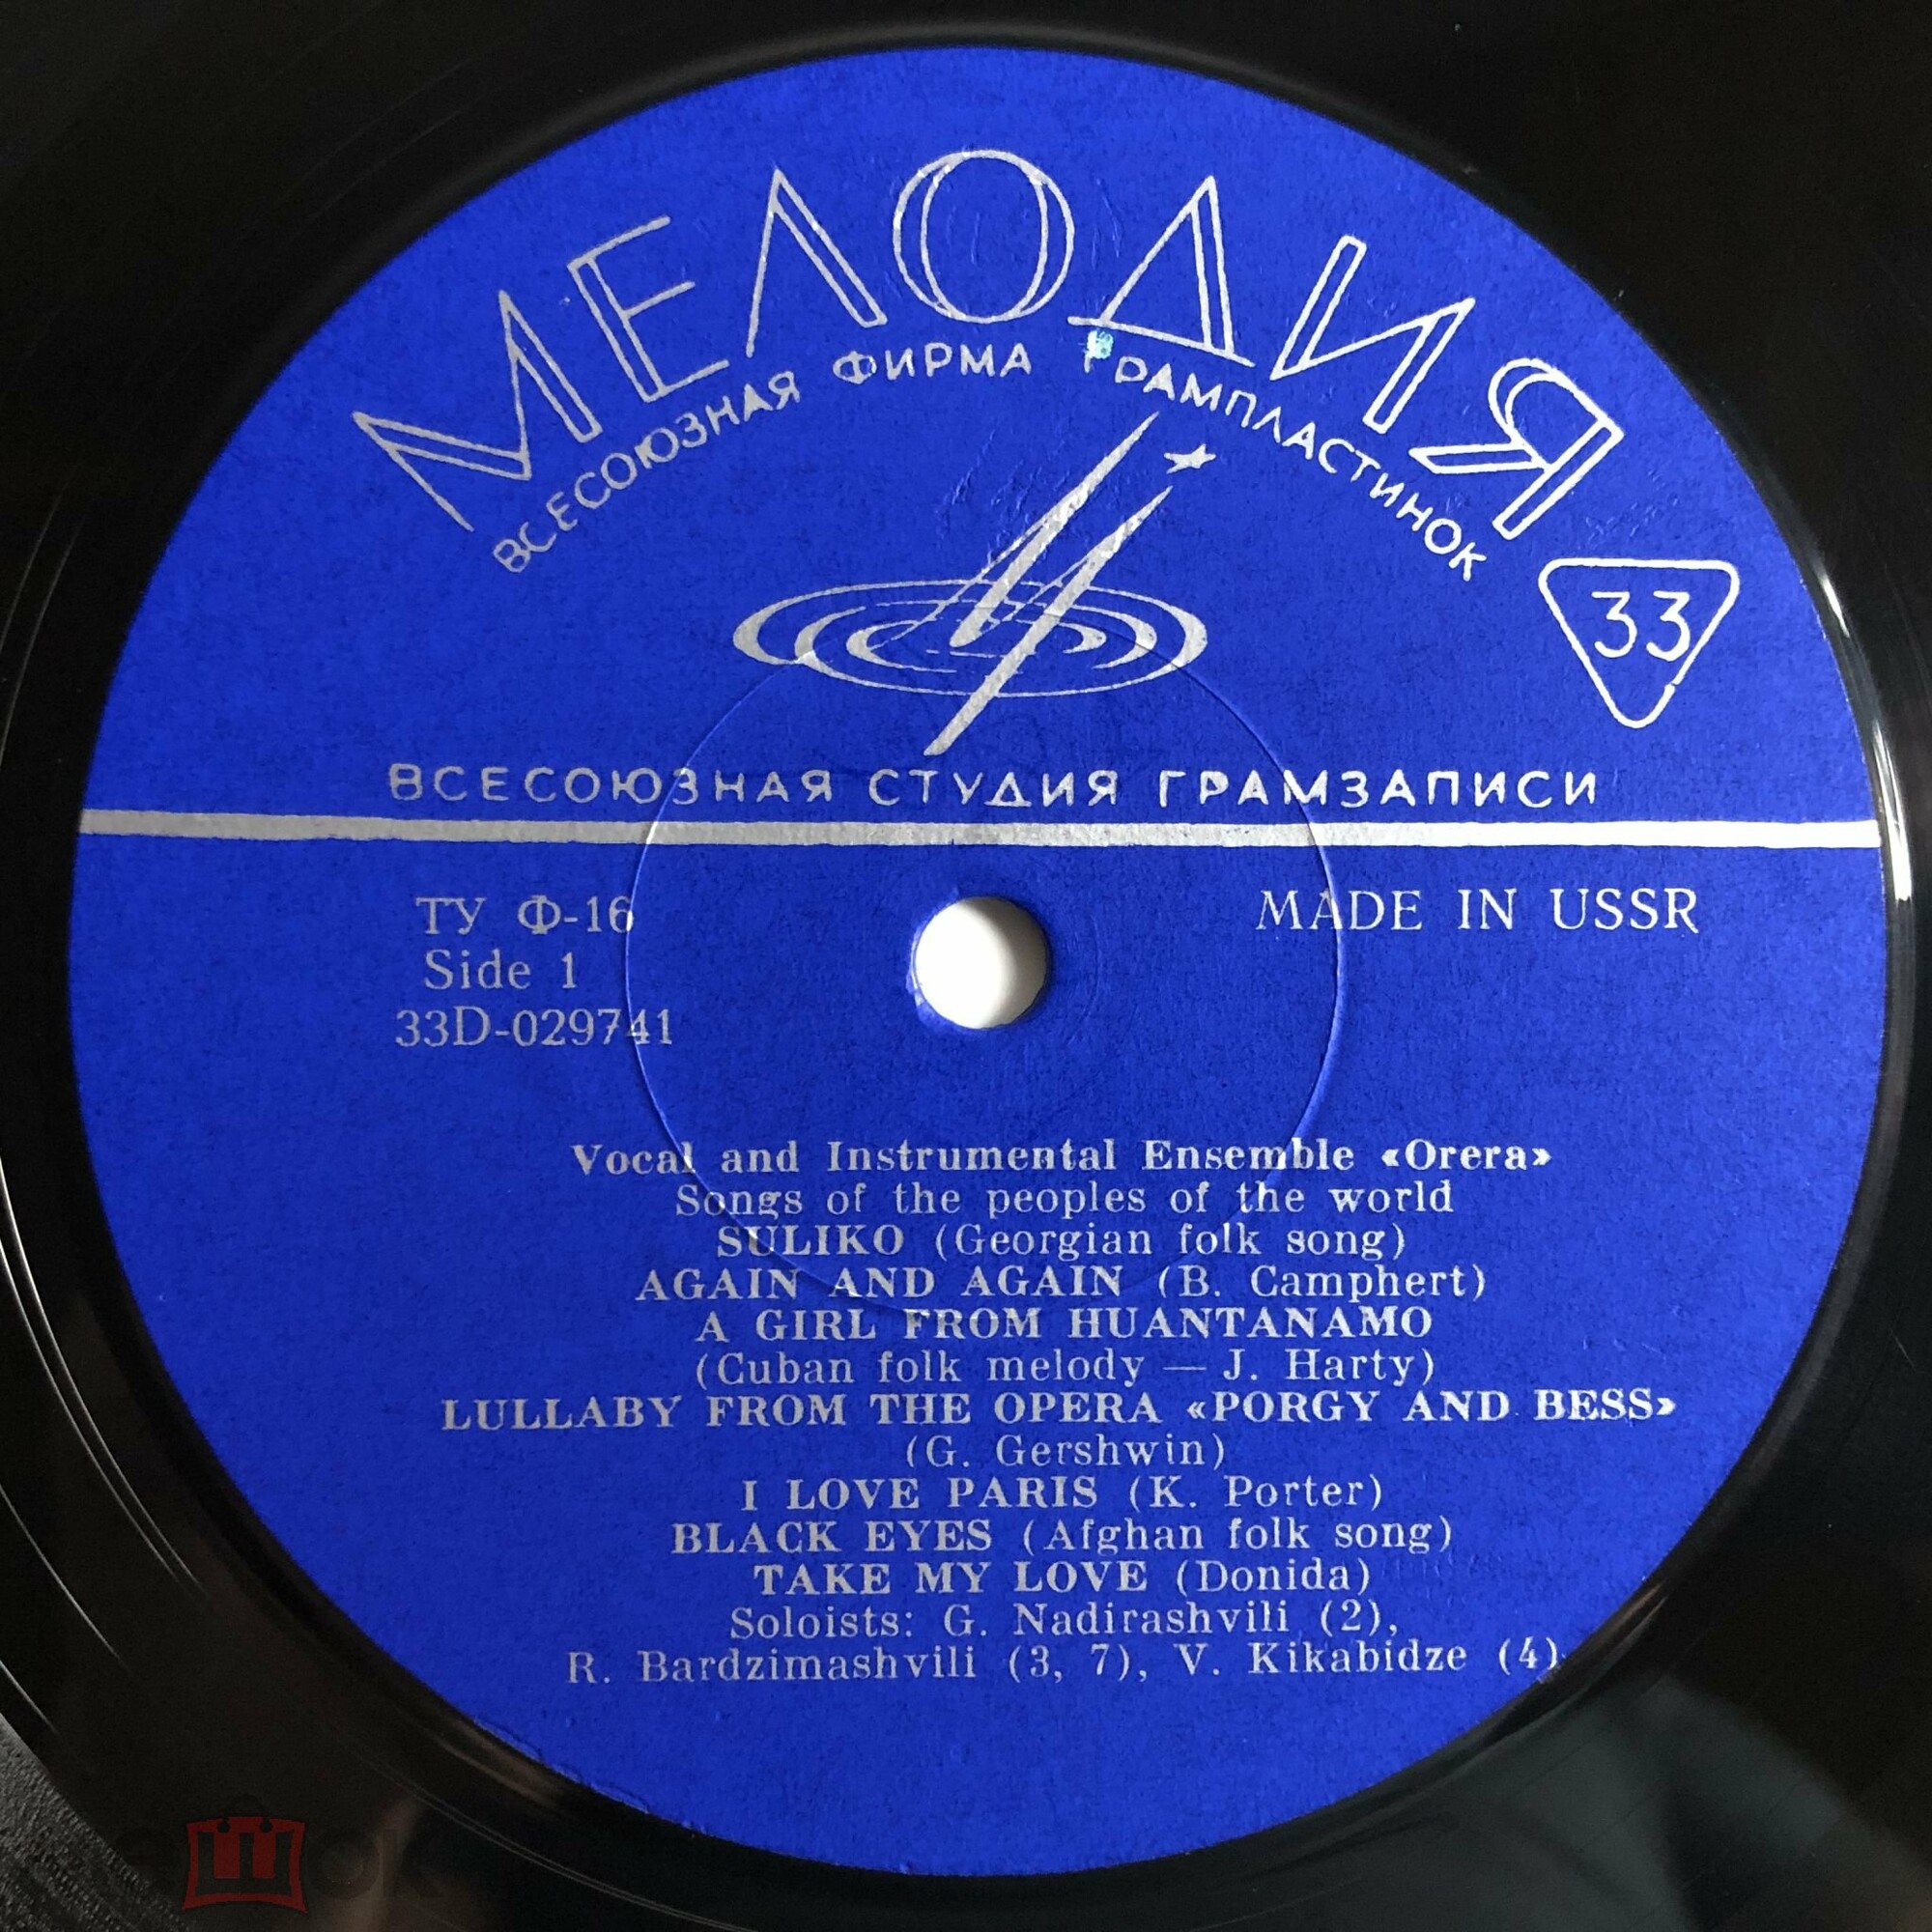 МЕЛОДИЯ
ВСЕСОЮЗНАЯ ФИРМА ГРАМПЛАСТИНОК
33
ВСЕСОЮЗНАЯ СТУДИЯ ГРАМЗАПИСИ
ТУ Ф-16
MADE IN USSR
Side 1
33D-029741
Vocal and Instrumental Ensemble «Orera»
Songs of the peoples of the world
SULIKO (Georgian folk song)
AGAIN AND AGAIN (B. Camphert)
A GIRL FROM HUANTANAMO
(Cuban folk melody — J. Harty)
LULLABY FROM THE OPERA «PORGY AND BESS»
(G. Gershwin)
I LOVE PARIS (K. Porter)
BLACK EYES (Afghan folk song)
TAKE MY LOVE (Donida)
Soloists: G. Nadirashvili (2),
R. Bardzimashvili (3, 7), V. Kikabidze (4)